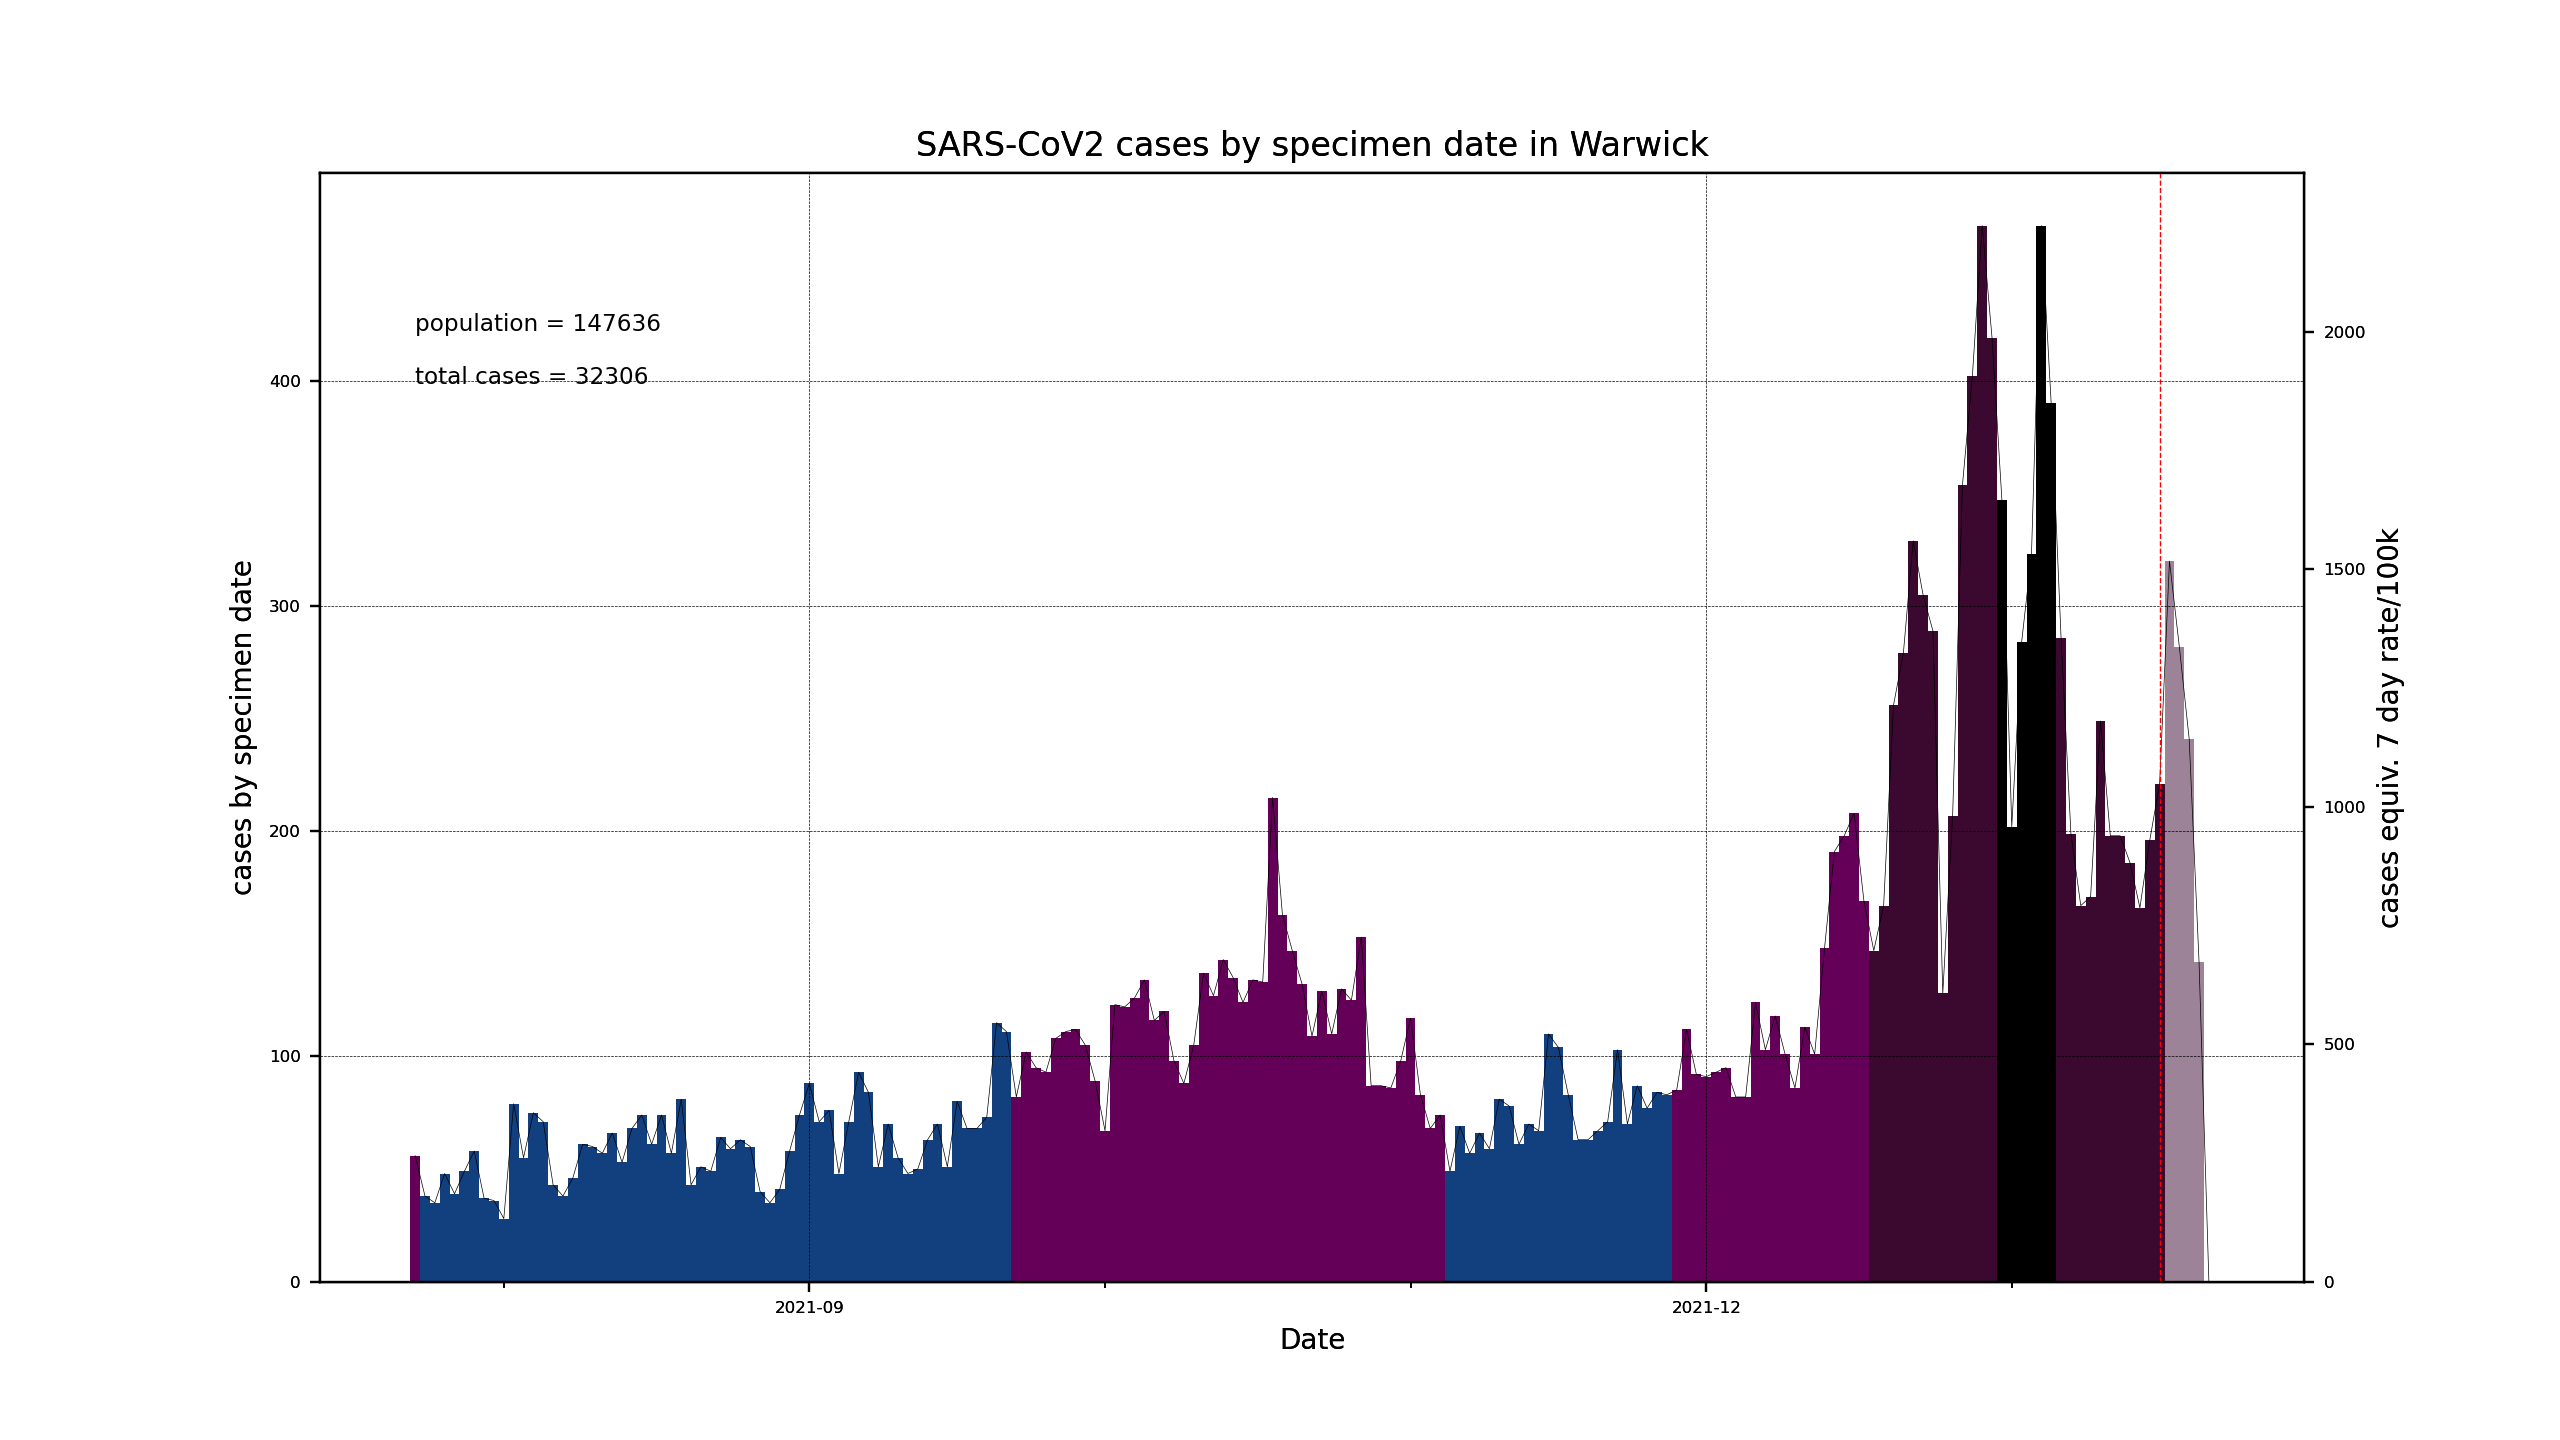 SARS-CoV2 cases by specimen date in Warwick
population = 147636
total cases = 32306
cases by specimen date
400
300
200
100
0
2000
1500
1000
500
0
cases equiv. 7 day rate/100k
2021-09
2021-12
Date